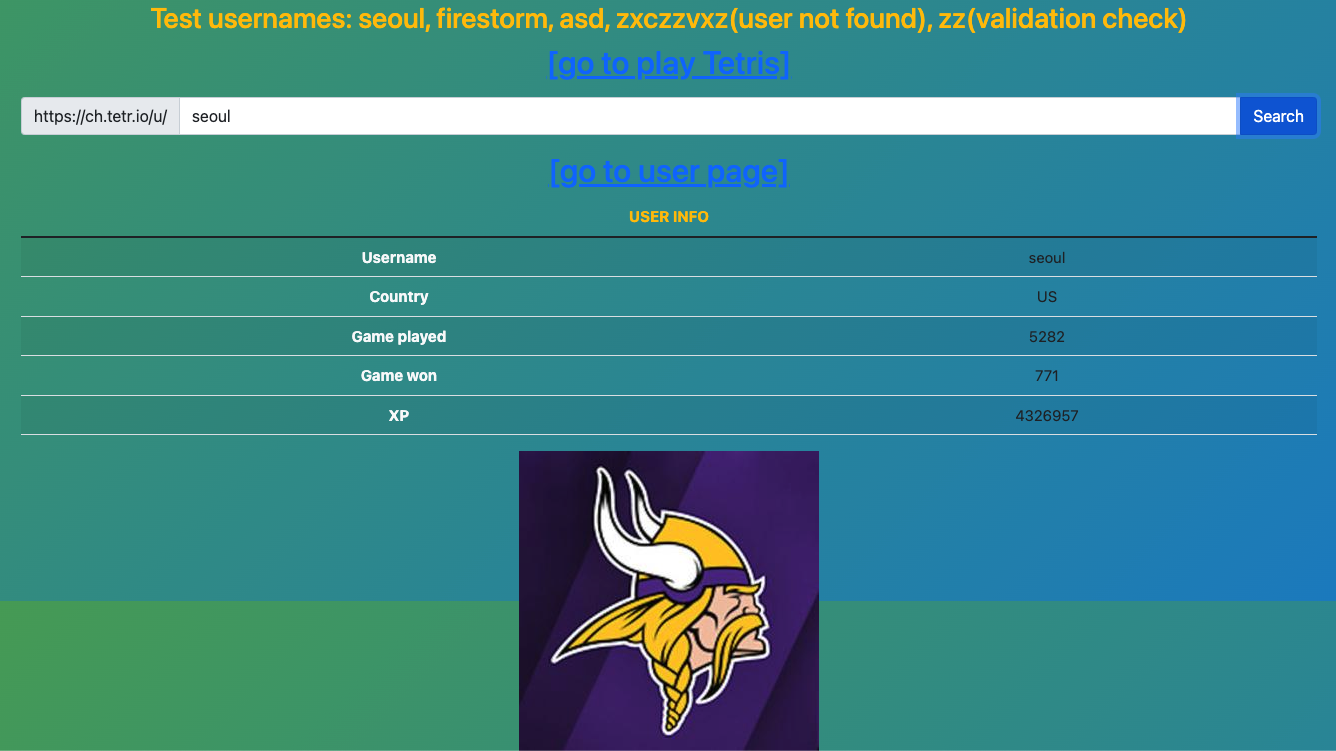 Test usernames: seoul, firestorm, asd, zxczzvxz(user not found), zz(validation check)
[go to play Tetris]
https://ch.tetr.io/u/ seoul Search
[go to user page]
USER INFO
Username seoul
Country US
Game played 5282
Game won 771
XP 4326957